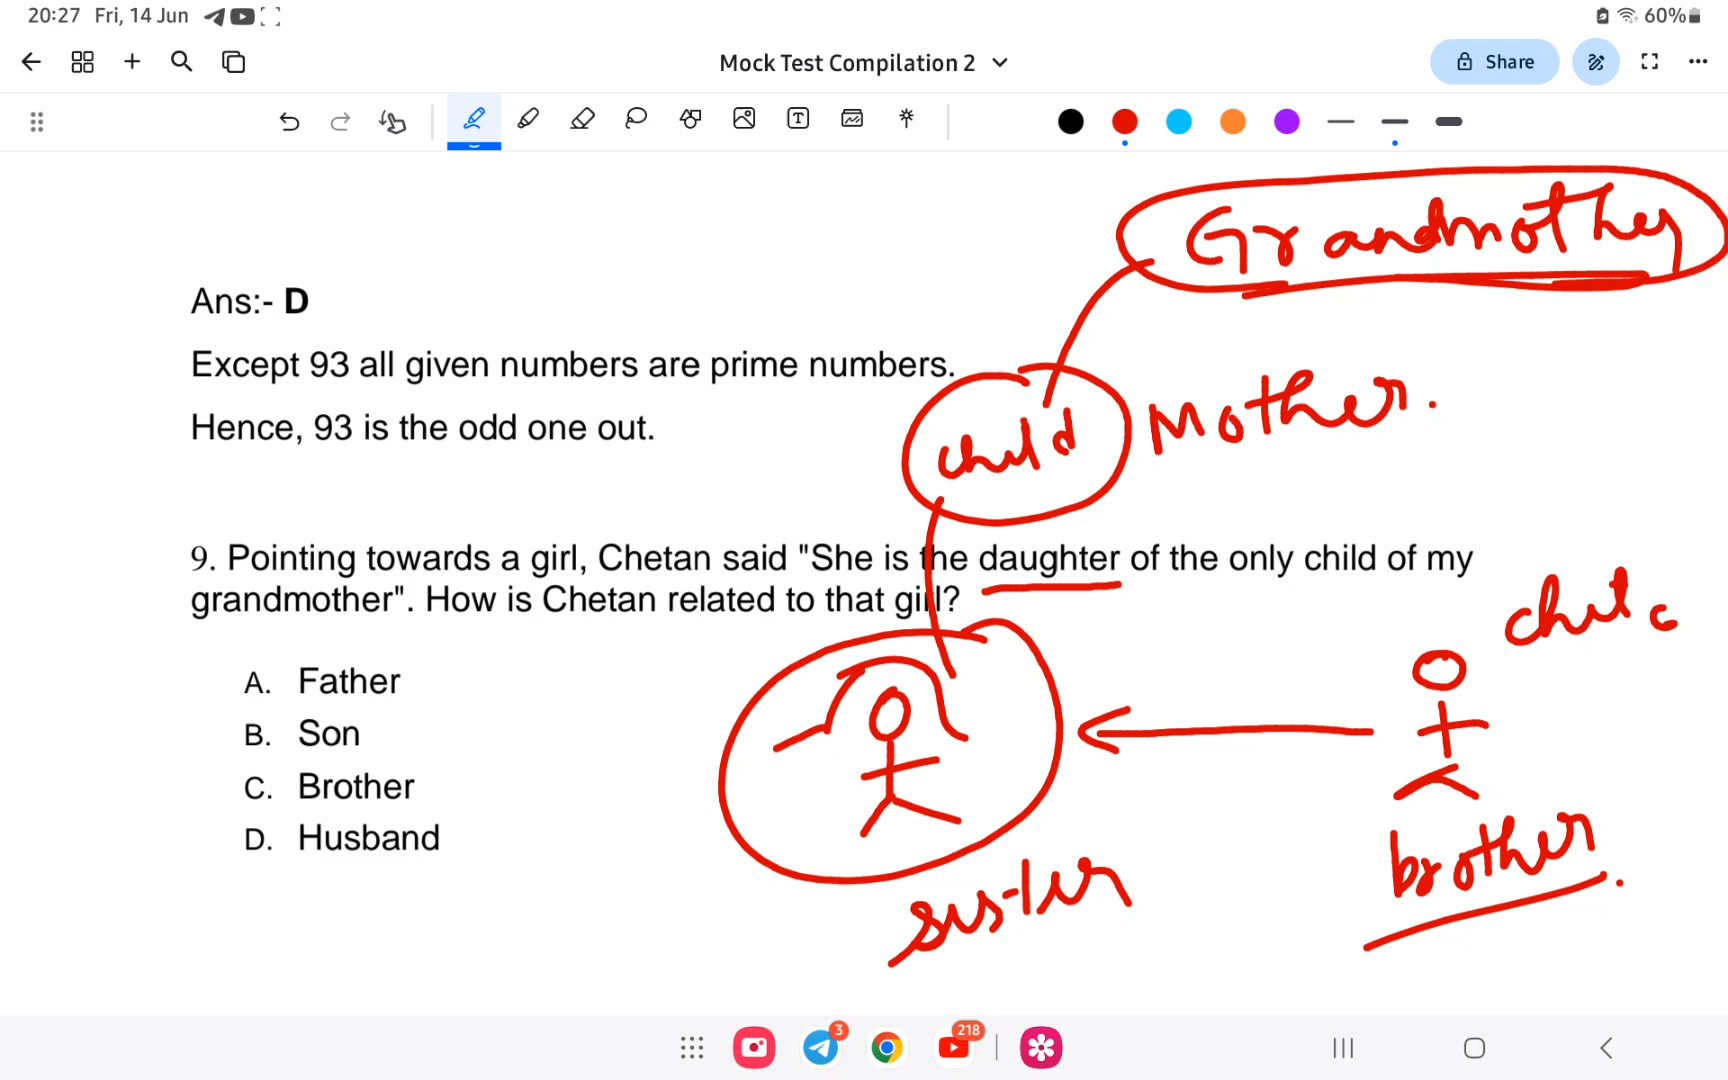 20:27 Fri, 14 Jun
60%
Mock Test Compilation 2
Share
Grandmother
Ans:- D
Except 93 all given numbers are prime numbers.
child Mother.
Hence, 93 is the odd one out.
9. Pointing towards a girl, Chetan said "She is the daughter of the only child of my
grandmother". How is Chetan related to that girl?
A. Father
B. Son
C. Brother
D. Husband
brother.
sister
3
218